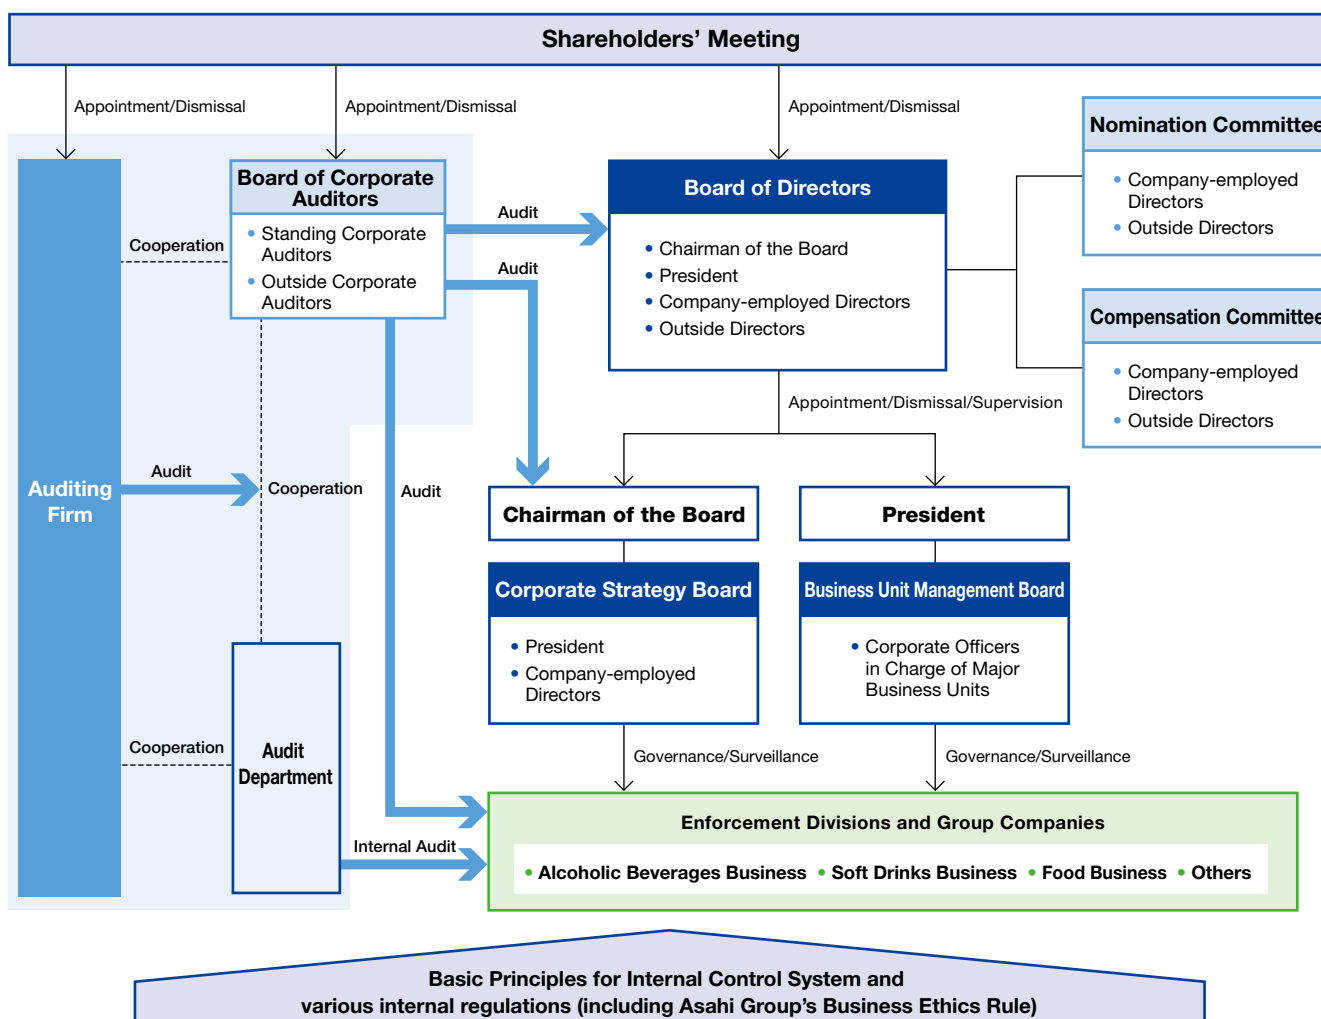 Shareholders' Meeting
Appointment/Dismissal
Appointment/Dismissal
Appointment/Dismissal
Nomination Committee
• Company-employed
Directors
• Outside Directors
Board of Corporate
Auditors
• Standing Corporate
Auditors
• Outside Corporate
Auditors
Cooperation
Audit
Audit
Board of Directors
• Chairman of the Board
• President
• Company-employed Directors
• Outside Directors
Compensation Committee
• Company-employed
Directors
• Outside Directors
Appointment/Dismissal/Supervision
Auditing
Firm
Audit
Cooperation
Audit
Chairman of the Board
President
Corporate Strategy Board
• President
• Company-employed
Directors
Business Unit Management Board
• Corporate Officers
in Charge of Major
Business Units
Cooperation
Audit
Department
Governance/Surveillance
Governance/Surveillance
Internal Audit
Enforcement Divisions and Group Companies
• Alcoholic Beverages Business • Soft Drinks Business • Food Business • Others
Basic Principles for Internal Control System and
various internal regulations (including Asahi Group's Business Ethics Rule)